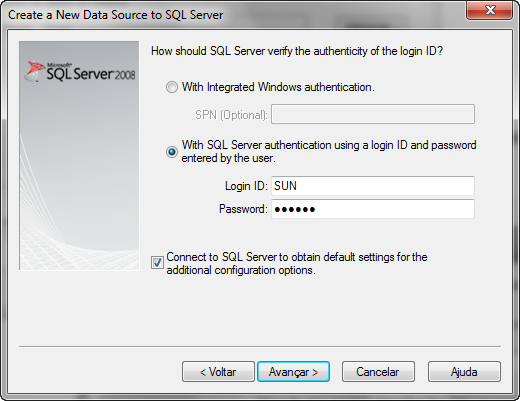 Create a New Data Source to SQL Server
Microsoft®
SQL Server 2008
How should SQL Server verify the authenticity of the login ID?
With Integrated Windows authentication.
SPN (Optional):
With SQL Server authentication using a login ID and password
entered by the user.
Login ID: SUN
Password: ●●●●●●
Connect to SQL Server to obtain default settings for the
additional configuration options.
< Voltar Avançar > Cancelar Ajuda